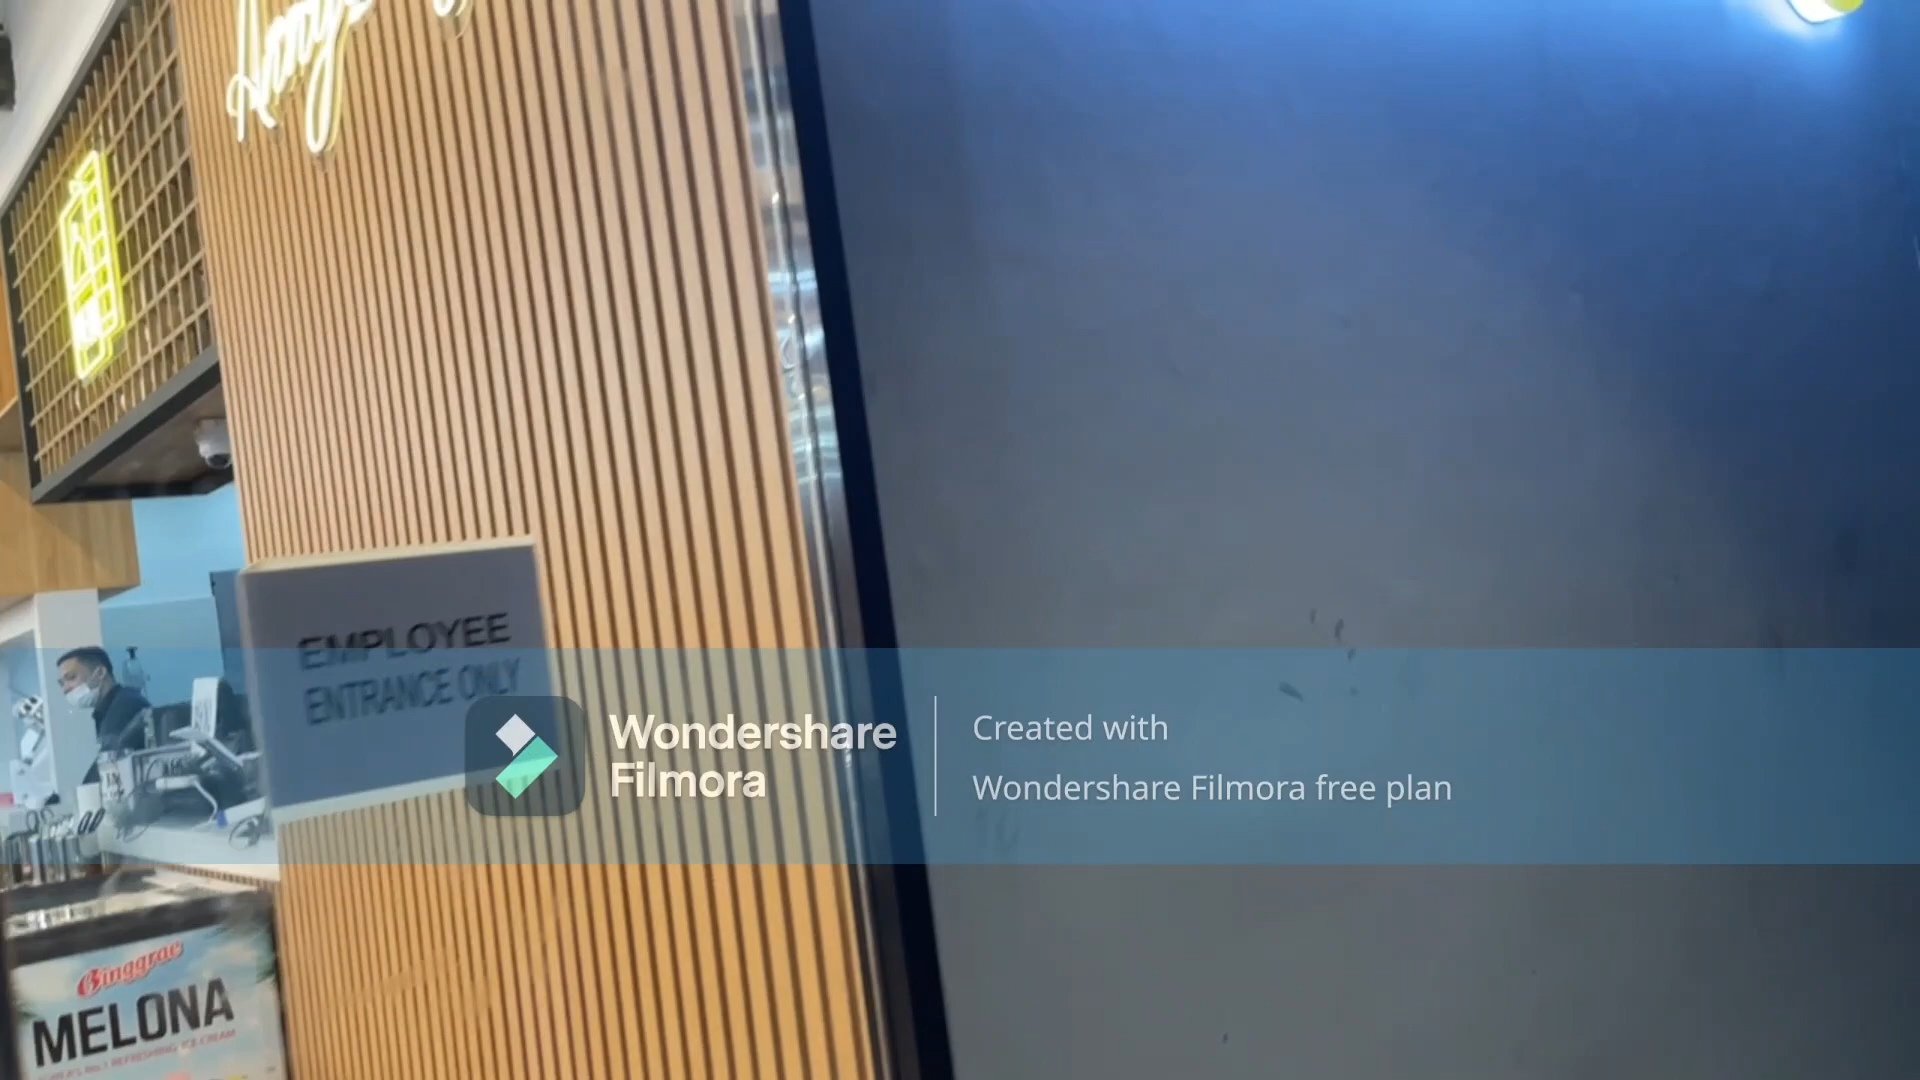 EMPLOYEE
ENTRANCE ONLY
Wondershare
Filmora
Created with
Wondershare Filmora free plan
Binggrae
MELONA